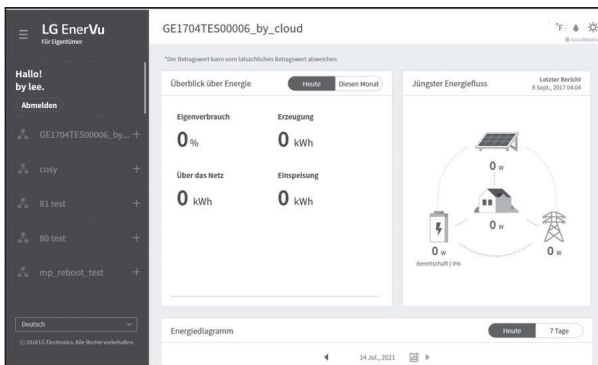 LG EnerVu
Für Eigentümer
Hallo!
by lee.
Abmelden
GE1704TES00006_by... +
cosy +
81 test +
80 test +
mp_reboot_test +
Deutsch
© 2018 LG Electronics. Alle Rechte vorbehalten.
GE1704TES00006_by_cloud
°F /
AccuWeather
*Der Betragswert kann vom tatsächlichen Betragswert abweichen.
Überblick über Energie
Heute Diesen Monat
Eigenverbrauch Erzeugung
0 % 0 kWh
Über das Netz Einspeisung
0 kWh 0 kWh
Jüngster Energiefluss
Letzter Bericht
8 Sept., 2017 04:04
0 w
0 w
0 w 0 w
Bereitschaft | 0%
Energiediagramm
Heute 7 Tage
14 Jul., 2021